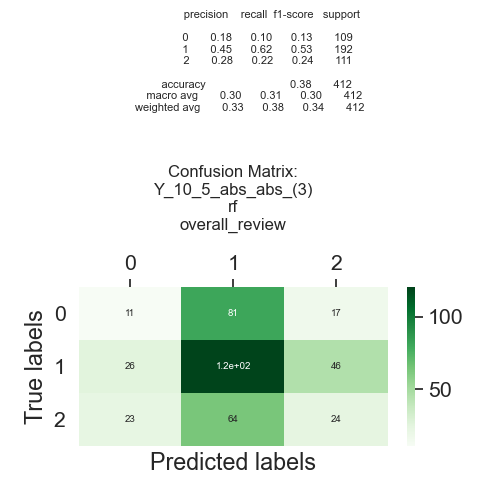 precision recall f1-score support
0 0.18 0.10 0.13 109
1 0.45 0.62 0.53 192
2 0.28 0.22 0.24 111
accuracy 0.38 412
macro avg 0.30 0.31 0.30 412
weighted avg 0.33 0.38 0.34 412
Confusion Matrix:
Y_10_5_abs_abs_(3)
rf
overall_review
0 1 2
0 11 81 17
1 26 1.2e+02 46
2 23 64 24
100
50
True labels
Predicted labels